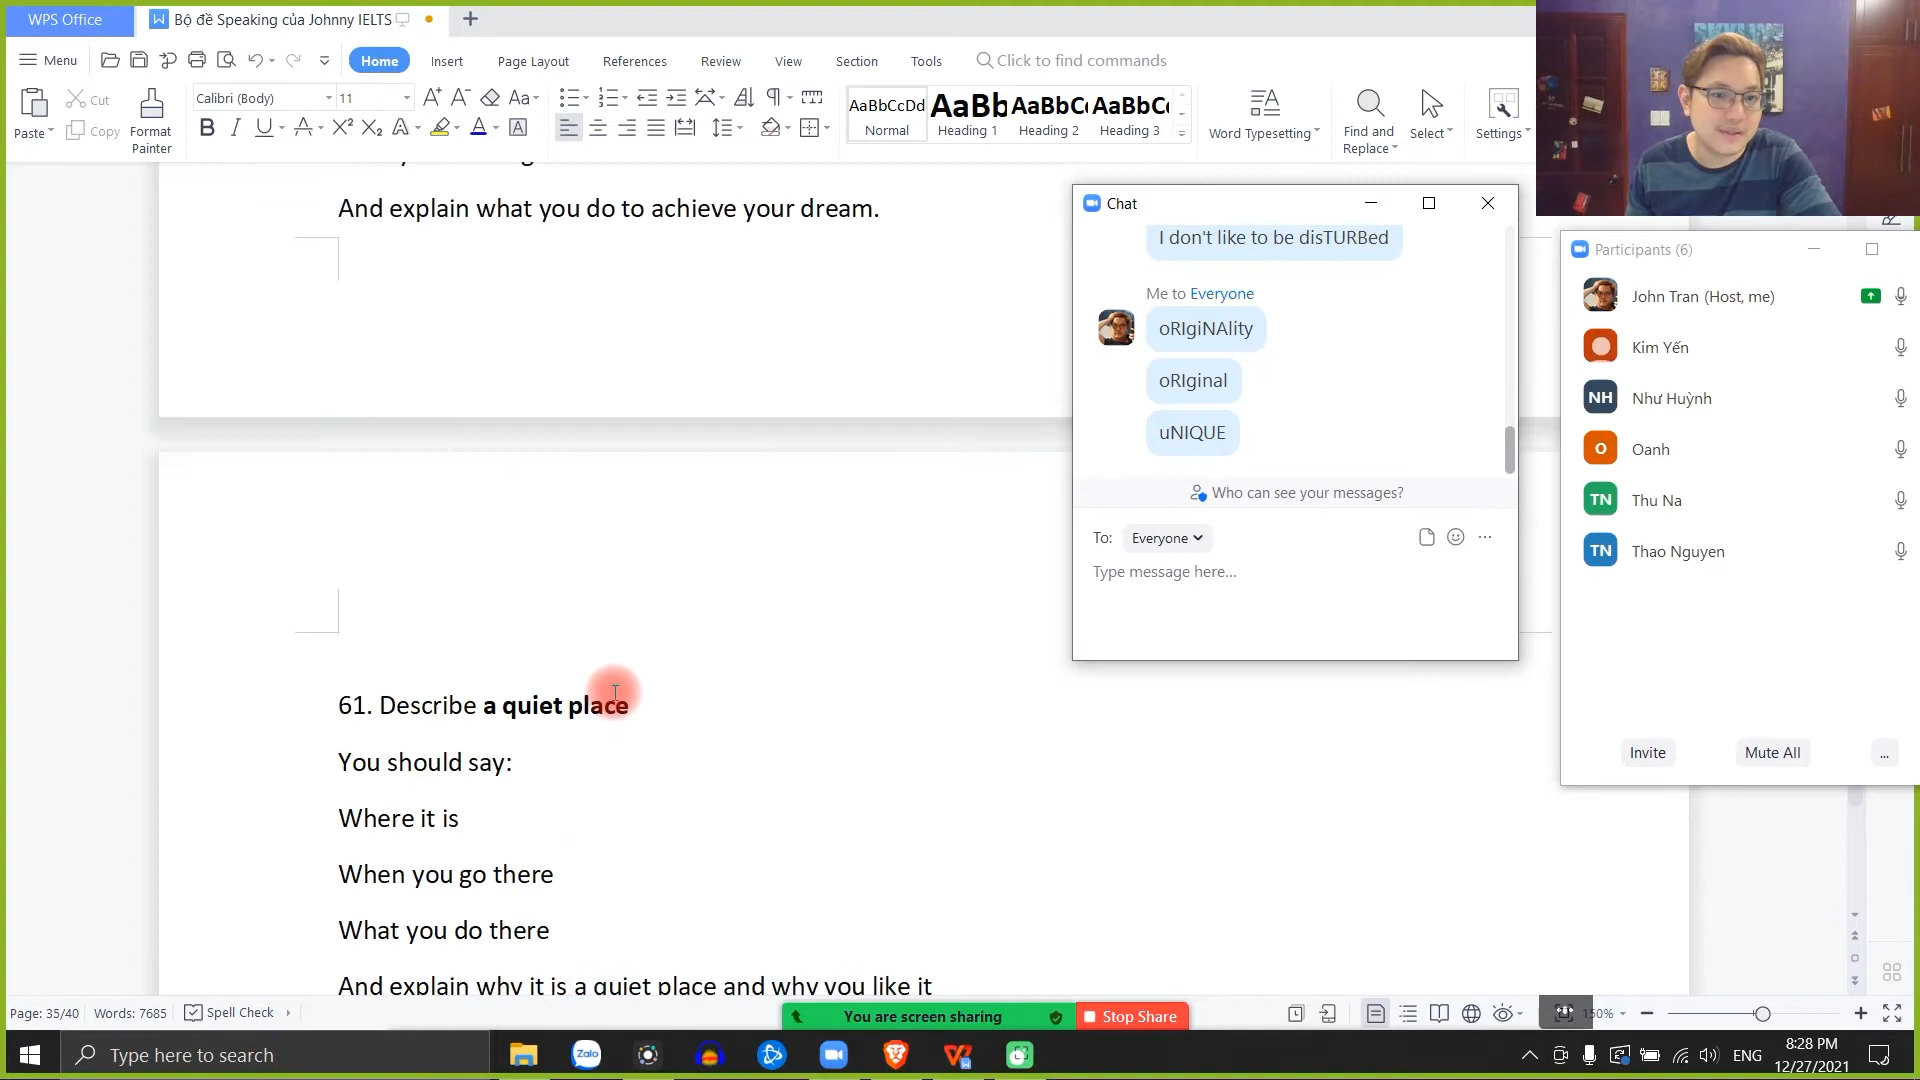 WPS Office
Bộ đề Speaking của Johnny IELTS
Menu
Home
Insert
Page Layout
References
Review
View
Section
Tools
Click to find commands
Paste
Cut
Copy
Format
Painter
Calibri (Body)
11
AaBbCcDd
Normal
AaBb
Heading 1
AaBbC
Heading 2
AaBbC
Heading 3
Word Typesetting
Find and
Replace
Select
Settings
And explain what you do to achieve your dream.
61. Describe a quiet place
You should say:
Where it is
When you go there
What you do there
And explain why it is a quiet place and why you like it
Chat
I don't like to be disTURBed
Me to Everyone
oRIgiNAlity
oRIginal
uNIQUE
Who can see your messages?
To: Everyone
Type message here...
Participants (6)
John Tran (Host, me)
Kim Yến
NH Như Huỳnh
O Oanh
TN Thu Na
TN Thao Nguyen
Invite
Mute All
...
Page: 35/40
Words: 7685
Spell Check
You are screen sharing
Stop Share
150%
Type here to search
Zalo
ENG
8:28 PM
12/27/2021